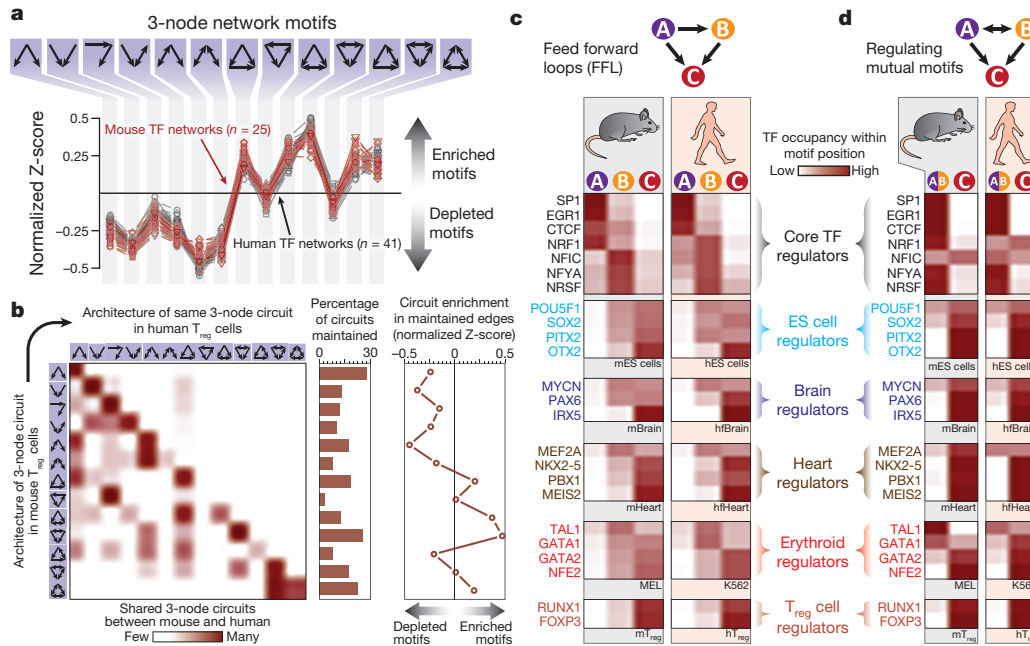 a
3-node network motifs
Normalized Z-score
0.5
0.25
-0.25
-0.5
Mouse TF networks (n = 25)
Human TF networks (n = 41)
Enriched
motifs
Depleted
motifs
b
Architecture of same 3-node circuit
in human Treg cells
Architecture of 3-node circuit
in mouse Treg cells
Shared 3-node circuits
between mouse and human
Few
Many
Percentage
of circuits
maintained
0
30
Circuit enrichment
in maintained edges
(normalized Z-score)
−0.5
0
0.5
Depleted
motifs
Enriched
motifs
c
Feed forward
loops (FFL)
A
B
C
A B C
A B C
SP1
EGR1
CTCF
NRF1
NFIC
NFYA
NRSF
POU5F1
SOX2
PITX2
OTX2
mES cells
hES cells
MYCN
PAX6
IRX5
mBrain
hfBrain
MEF2A
NKX2-5
PBX1
MEIS2
mHeart
hfHeart
TAL1
GATA1
GATA2
NFE2
MEL
K562
RUNX1
FOXP3
mTreg
hTreg
TF occupancy within
motif position
Low
High
Core TF
regulators
ES cell
regulators
Brain
regulators
Heart
regulators
Erythroid
regulators
Treg cell
regulators
d
Regulating
mutual motifs
A
B
C
AB C
AB C
SP1
EGR1
CTCF
NRF1
NFIC
NFYA
NRSF
POU5F1
SOX2
PITX2
OTX2
mES cells
hES cell
MYCN
PAX6
IRX5
mBrain
hfBrain
MEF2A
NKX2-5
PBX1
MEIS2
mHeart
hfHear
TAL1
GATA1
GATA2
NFE2
MEL
K56
RUNX1
FOXP3
mTreg
hTre